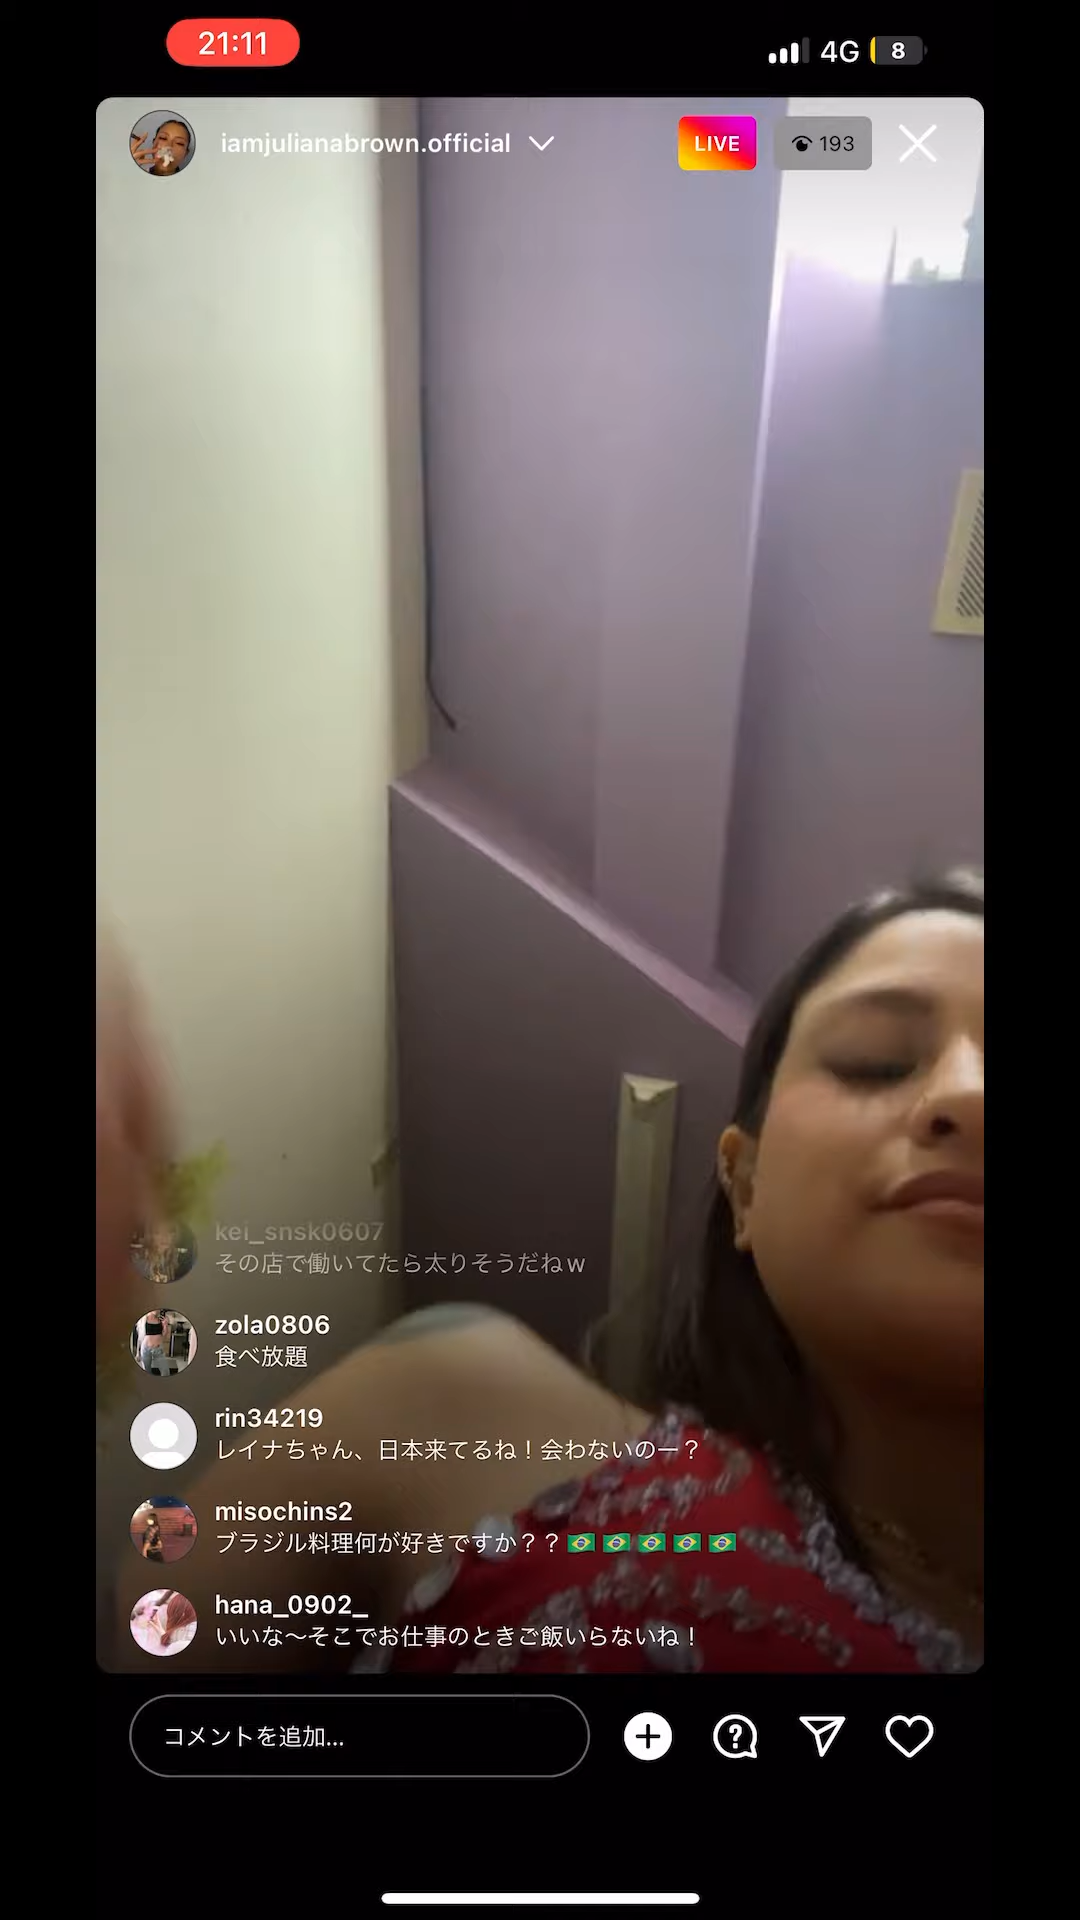 21:11
4G
8
iamjulianabrown.official
LIVE
193
kei_snsk0607
その店で働いてたら太りそうだねw
zola0806
食べ放題
rin34219
レイナちゃん、日本来てるね！会わないのー？
misochins2
ブラジル料理何が好きですか？？🇧🇷🇧🇷🇧🇷🇧🇷🇧🇷
hana_0902_
いいな〜そこでお仕事のときご飯いらないね！
コメントを追加...